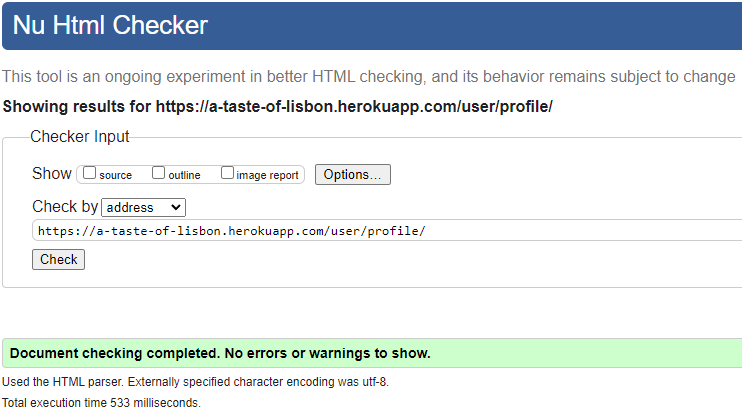 Nu Html Checker
This tool is an ongoing experiment in better HTML checking, and its behavior remains subject to change
Showing results for https://a-taste-of-lisbon.herokuapp.com/user/profile/
Checker Input
Show source outline image report Options...
Check by address
https://a-taste-of-lisbon.herokuapp.com/user/profile/
Check
Document checking completed. No errors or warnings to show.
Used the HTML parser. Externally specified character encoding was utf-8.
Total execution time 533 milliseconds.